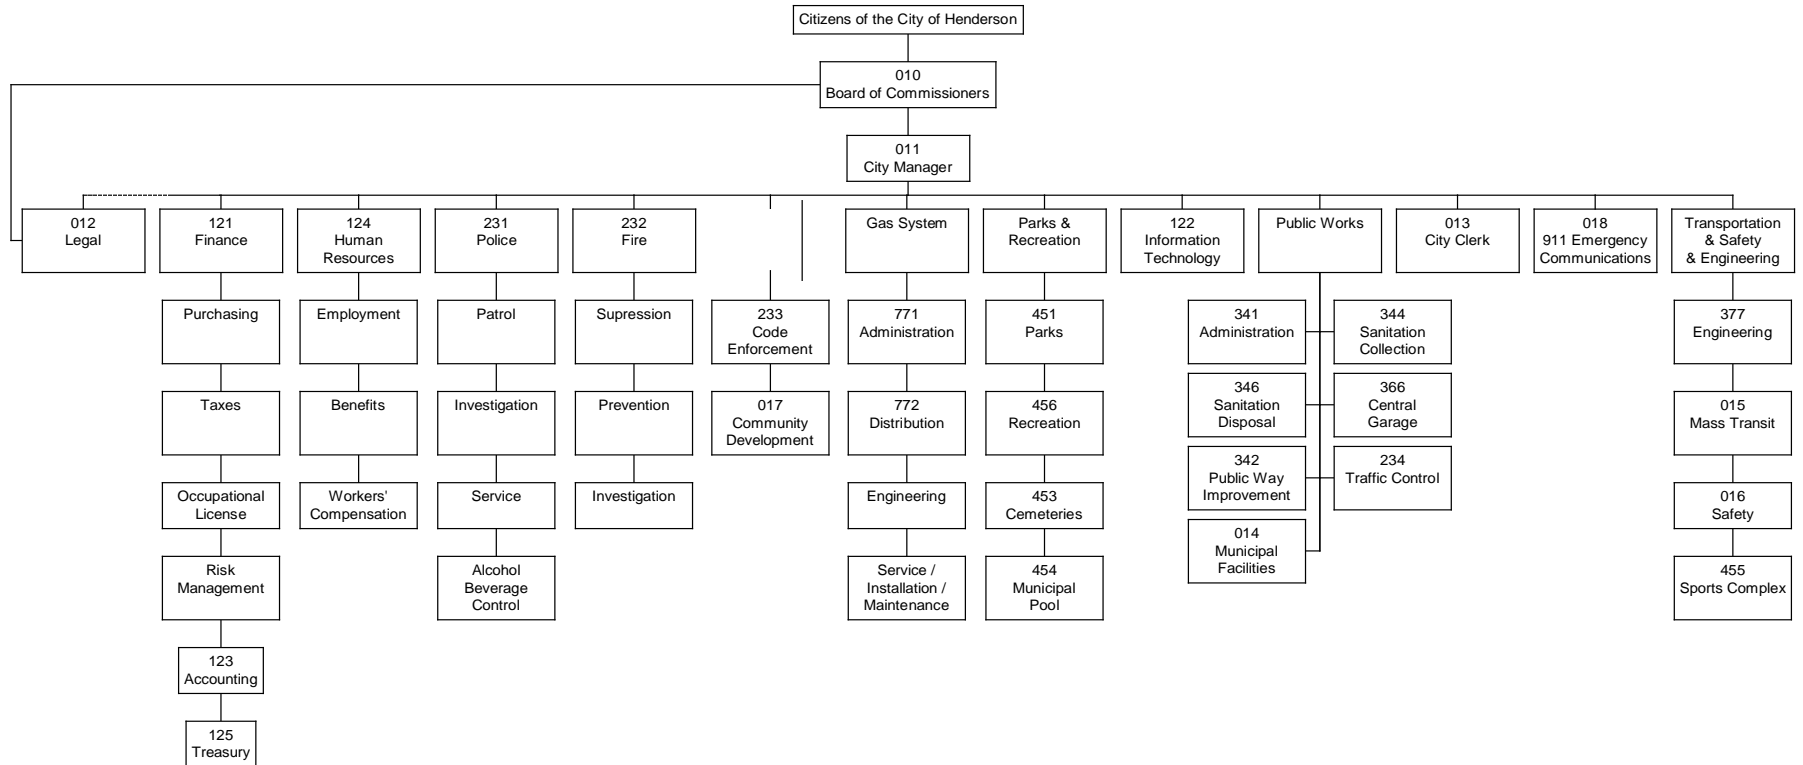 Citizens of the City of Henderson
010
Board of Commissioners
011
City Manager
012
Legal
121
Finance
124
Human
Resources
231
Police
232
Fire
Gas System
Parks &
Recreation
122
Information
Technology
Public Works
013
City Clerk
018
911 Emergency
Communications
Transportation
& Safety
& Engineering
Purchasing
Employment
Patrol
Supression
233
Code
Enforcement
771
Administration
451
Parks
341
Administration
344
Sanitation
Collection
377
Engineering
Taxes
Benefits
Investigation
Prevention
017
Community
Development
772
Distribution
456
Recreation
346
Sanitation
Disposal
366
Central
Garage
015
Mass Transit
Occupational
License
Workers'
Compensation
Service
Investigation
Engineering
453
Cemeteries
342
Public Way
Improvement
234
Traffic Control
016
Safety
Risk
Management
Alcohol
Beverage
Control
Service /
Installation /
Maintenance
454
Municipal
Pool
014
Municipal
Facilities
455
Sports Complex
123
Accounting
125
Treasury